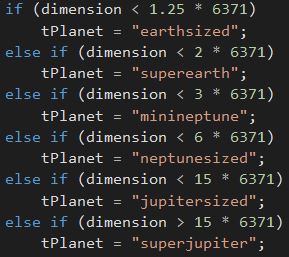 if (dimension < 1.25 * 6371)
    tPlanet = "earthsized";
else if (dimension < 2 * 6371)
    tPlanet = "superearth";
else if (dimension < 3 * 6371)
    tPlanet = "minineptune";
else if (dimension < 6 * 6371)
    tPlanet = "neptunesized";
else if (dimension < 15 * 6371)
    tPlanet = "jupitersized";
else if (dimension > 15 * 6371)
    tPlanet = "superjupiter";